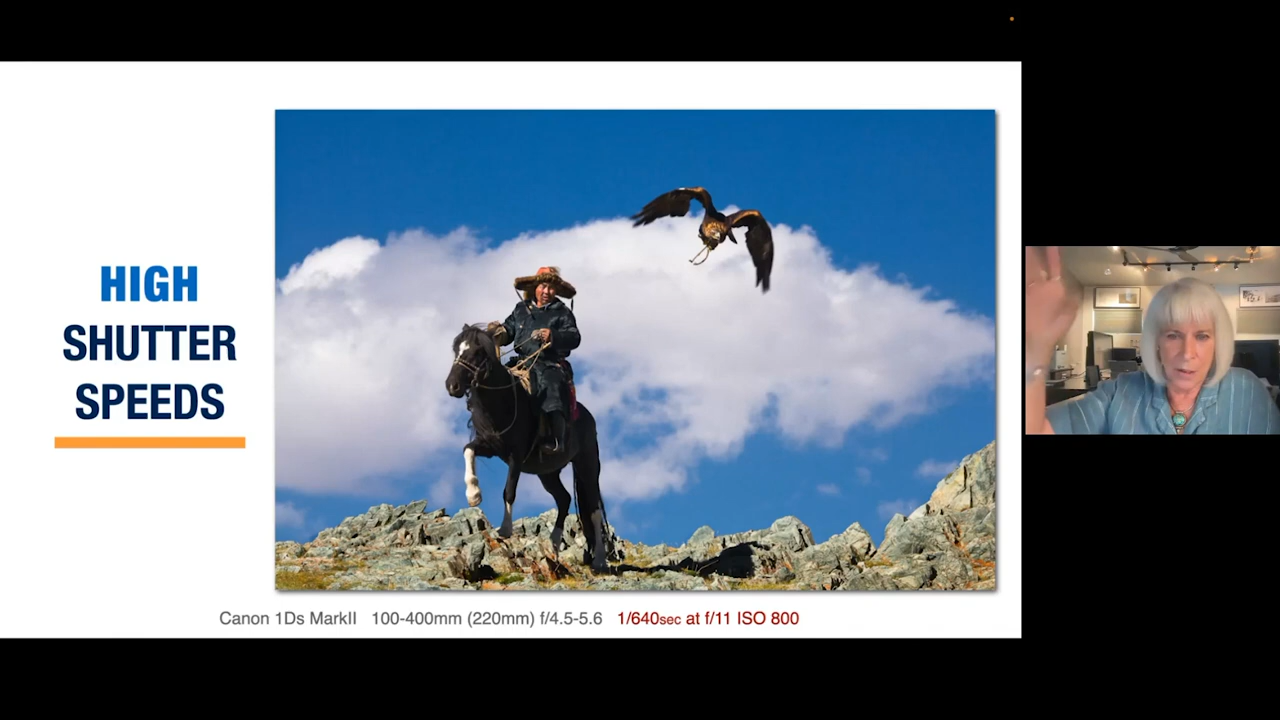 HIGH
SHUTTER
SPEEDS
Canon 1Ds MarkII 100-400mm (220mm) f/4.5-5.6 1/640sec at f/11 ISO 800